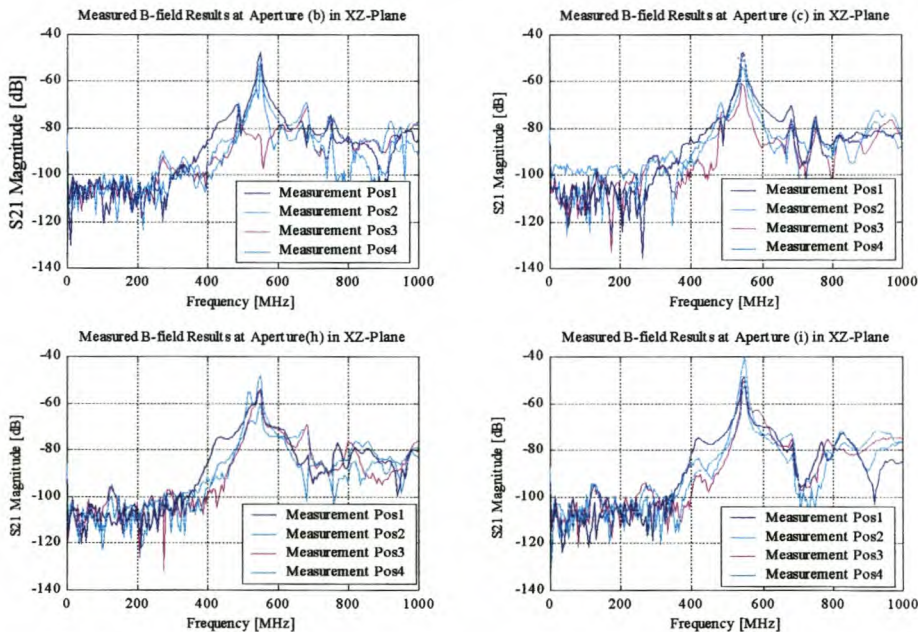 Measured B-field Results at Aperture (b) in XZ-Plane
S21 Magnitude [dB]
-40
-60
-80
-100
-120
-140
0
200
400
600
800
1000
Frequency [MHz]
Measurement Pos1
Measurement Pos2
Measurement Pos3
Measurement Pos4
Measured B-field Results at Aperture (c) in XZ-Plane
S21 Magnitude [dB]
-40
-60
-80
-100
-120
-140
0
200
400
600
800
1000
Frequency [MHz]
Measurement Pos1
Measurement Pos2
Measurement Pos3
Measurement Pos4
Measured B-field Results at Aperture(h) in XZ-Plane
S21 Magnitude [dB]
-40
-60
-80
-100
-120
-140
0
200
400
600
800
1000
Frequency [MHz]
Measurement Pos1
Measurement Pos2
Measurement Pos3
Measurement Pos4
Measured B-field Results at Aperture (i) in XZ-Plane
S21 Magnitude [dB]
-40
-60
-80
-100
-120
-140
0
200
400
600
800
1000
Frequency [MHz]
Measurement Pos1
Measurement Pos2
Measurement Pos3
Measurement Pos4